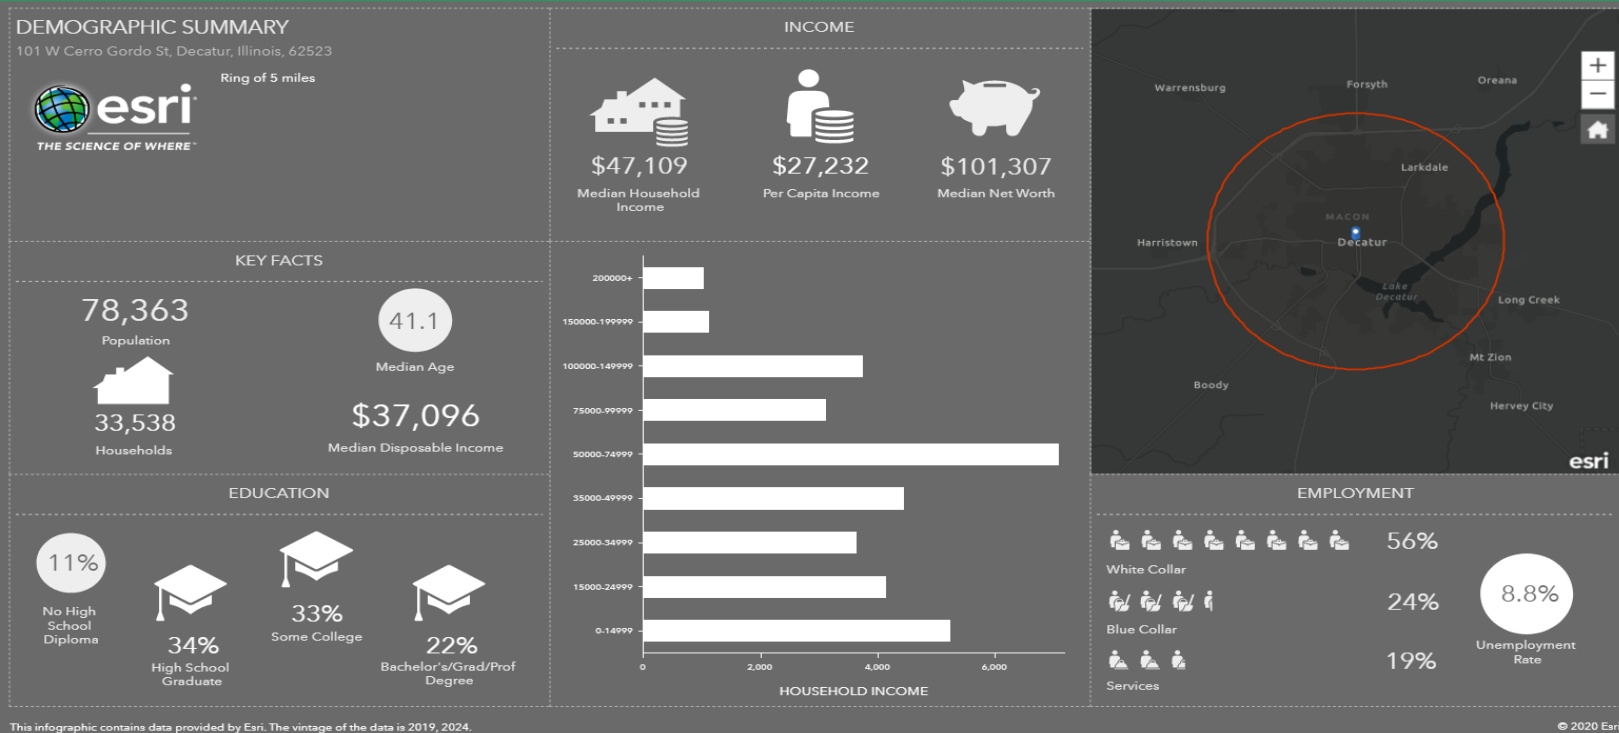 DEMOGRAPHIC SUMMARY
101 W Cerro Gordo St, Decatur, Illinois, 62523
Ring of 5 miles
esri
THE SCIENCE OF WHERE™
KEY FACTS
78,363
Population
33,538
Households
41.1
Median Age
$37,096
Median Disposable Income
EDUCATION
11%
No High
School
Diploma
34%
High School
Graduate
33%
Some College
22%
Bachelor's/Grad/Prof
Degree
INCOME
$47,109
Median Household
Income
$27,232
Per Capita Income
$101,307
Median Net Worth
200000+
150000-199999
100000-149999
75000-99999
50000-74999
35000-49999
25000-34999
15000-24999
0-14999
0
2,000
4,000
6,000
HOUSEHOLD INCOME
Warrensburg
Forsyth
Oreana
+
−
Larkdale
MACON
Harristown
Decatur
Lake
Decatur
Long Creek
Mt Zion
Boody
Hervey City
esri
EMPLOYMENT
56%
White Collar
24%
Blue Collar
19%
Services
8.8%
Unemployment
Rate
This infographic contains data provided by Esri. The vintage of the data is 2019, 2024.
© 2020 Esri